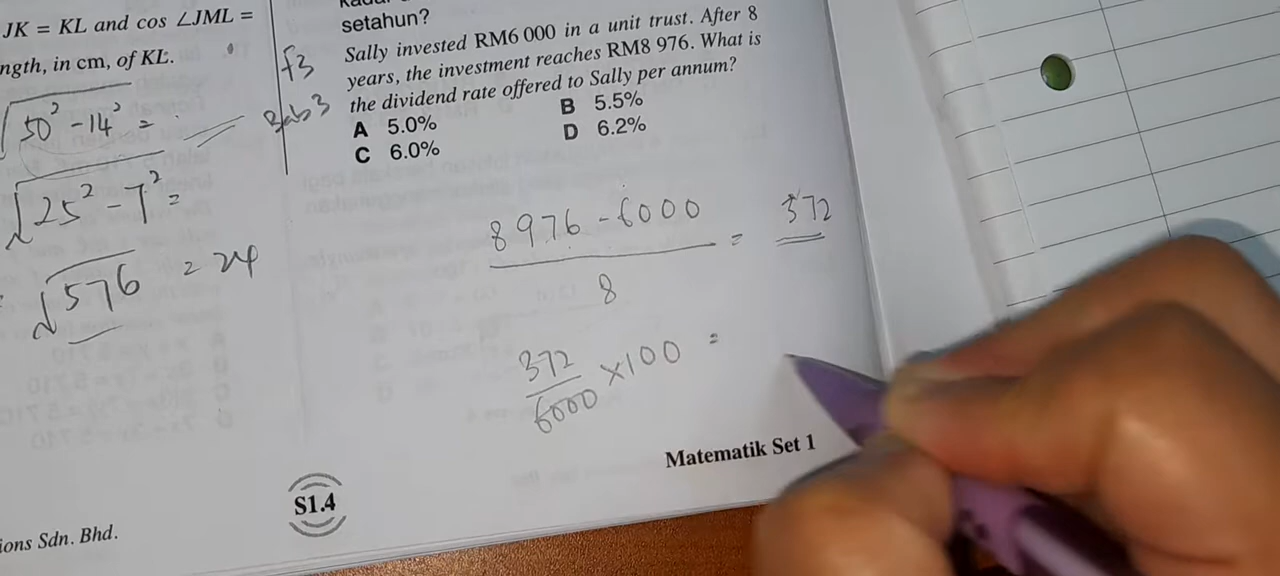 JK = KL and cos ∠JML =
ngth, in cm, of KL.
√50² - 14² =
√25² - 7² =
√576 = 24
f3
Bab 3
setahun?
Sally invested RM6 000 in a unit trust. After 8
years, the investment reaches RM8 976. What is
the dividend rate offered to Sally per annum?
A 5.0% B 5.5%
C 6.0% D 6.2%
8976 - 6000 = 372
8
372
6000 × 100 =
Matematik Set 1
S1.4
ions Sdn. Bhd.